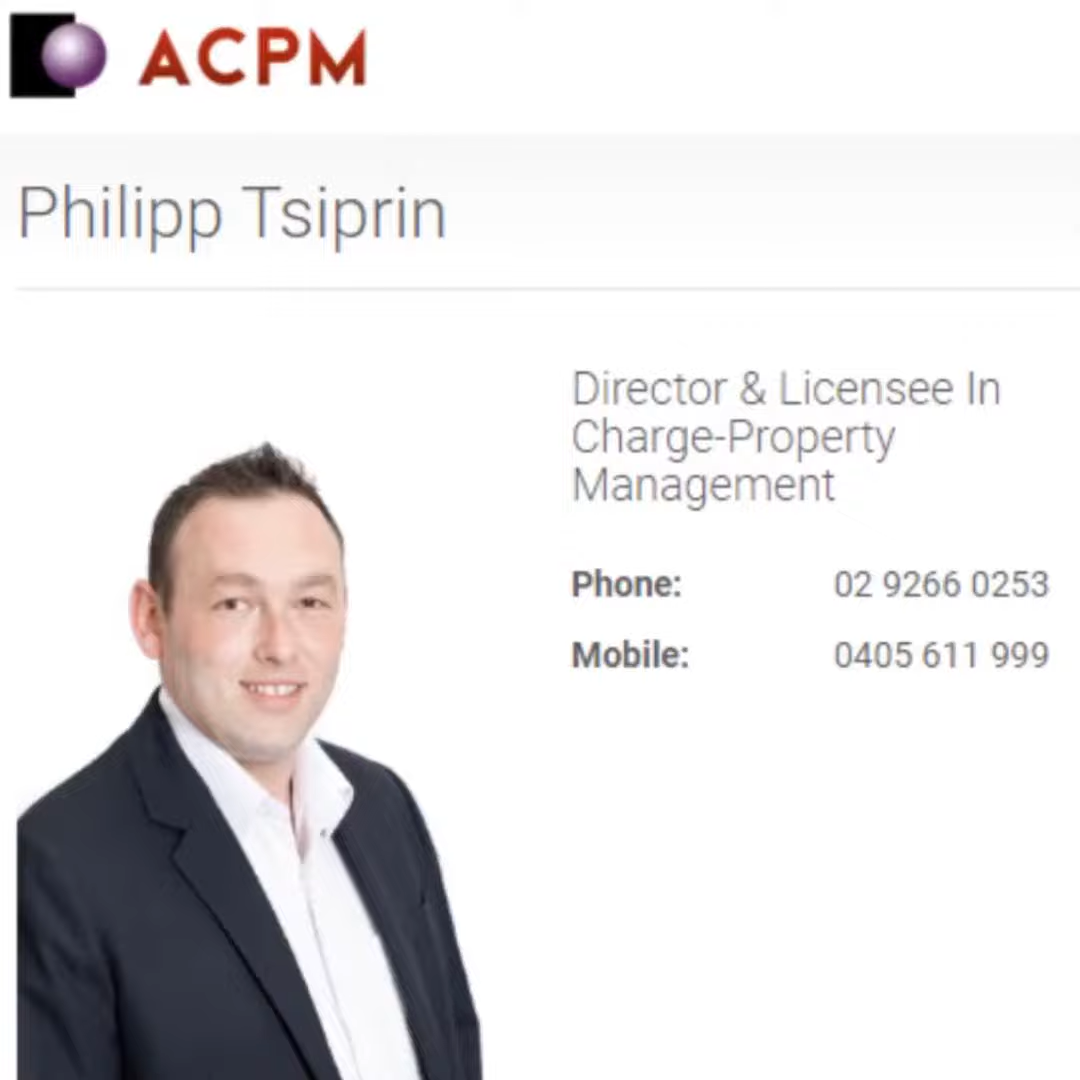 ACPM
Philipp Tsiprin
Director & Licensee In
Charge-Property
Management
Phone: 02 9266 0253
Mobile: 0405 611 999